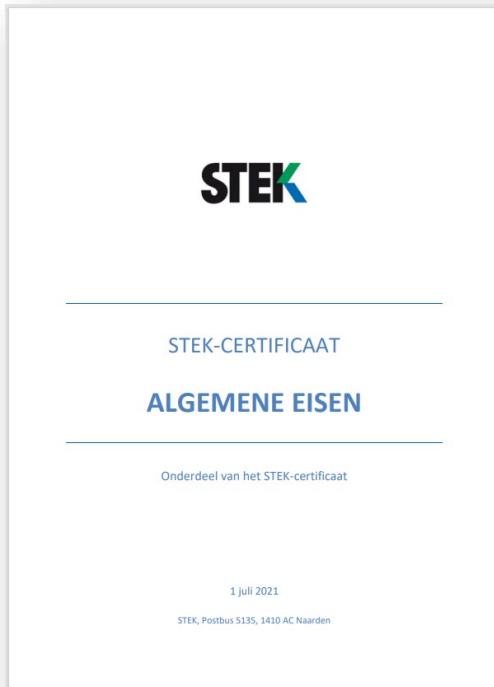 STEK
STEK-CERTIFICAAT
ALGEMENE EISEN
Onderdeel van het STEK-certificaat
1 juli 2021
STEK, Postbus 5135, 1410 AC Naarden